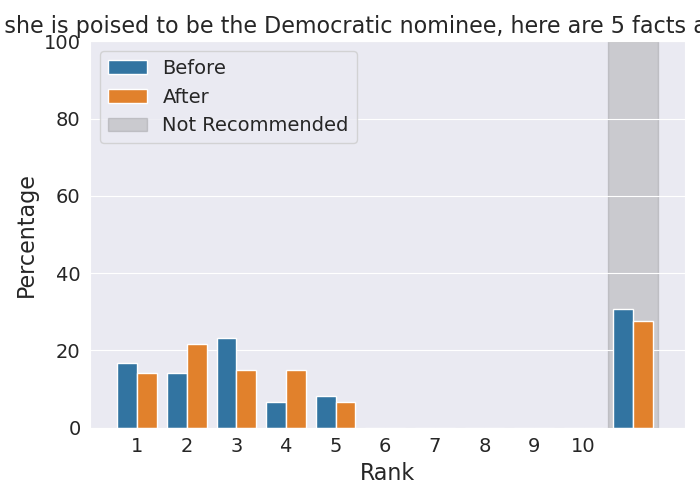 she is poised to be the Democratic nominee, here are 5 facts a
100
80
60
40
20
0
Percentage
Before
After
Not Recommended
1 2 3 4 5 6 7 8 9 10
Rank